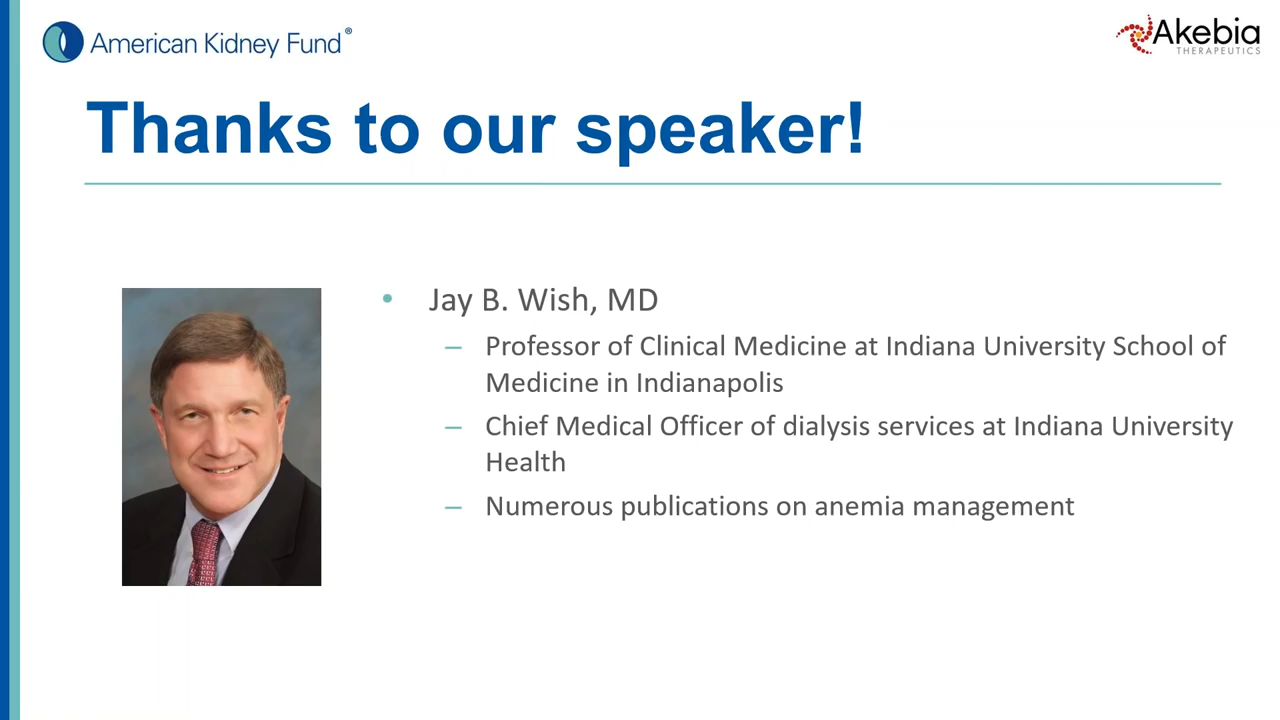 American Kidney Fund®
Akebia
THERAPEUTICS
Thanks to our speaker!
• Jay B. Wish, MD
– Professor of Clinical Medicine at Indiana University School of
Medicine in Indianapolis
– Chief Medical Officer of dialysis services at Indiana University
Health
– Numerous publications on anemia management